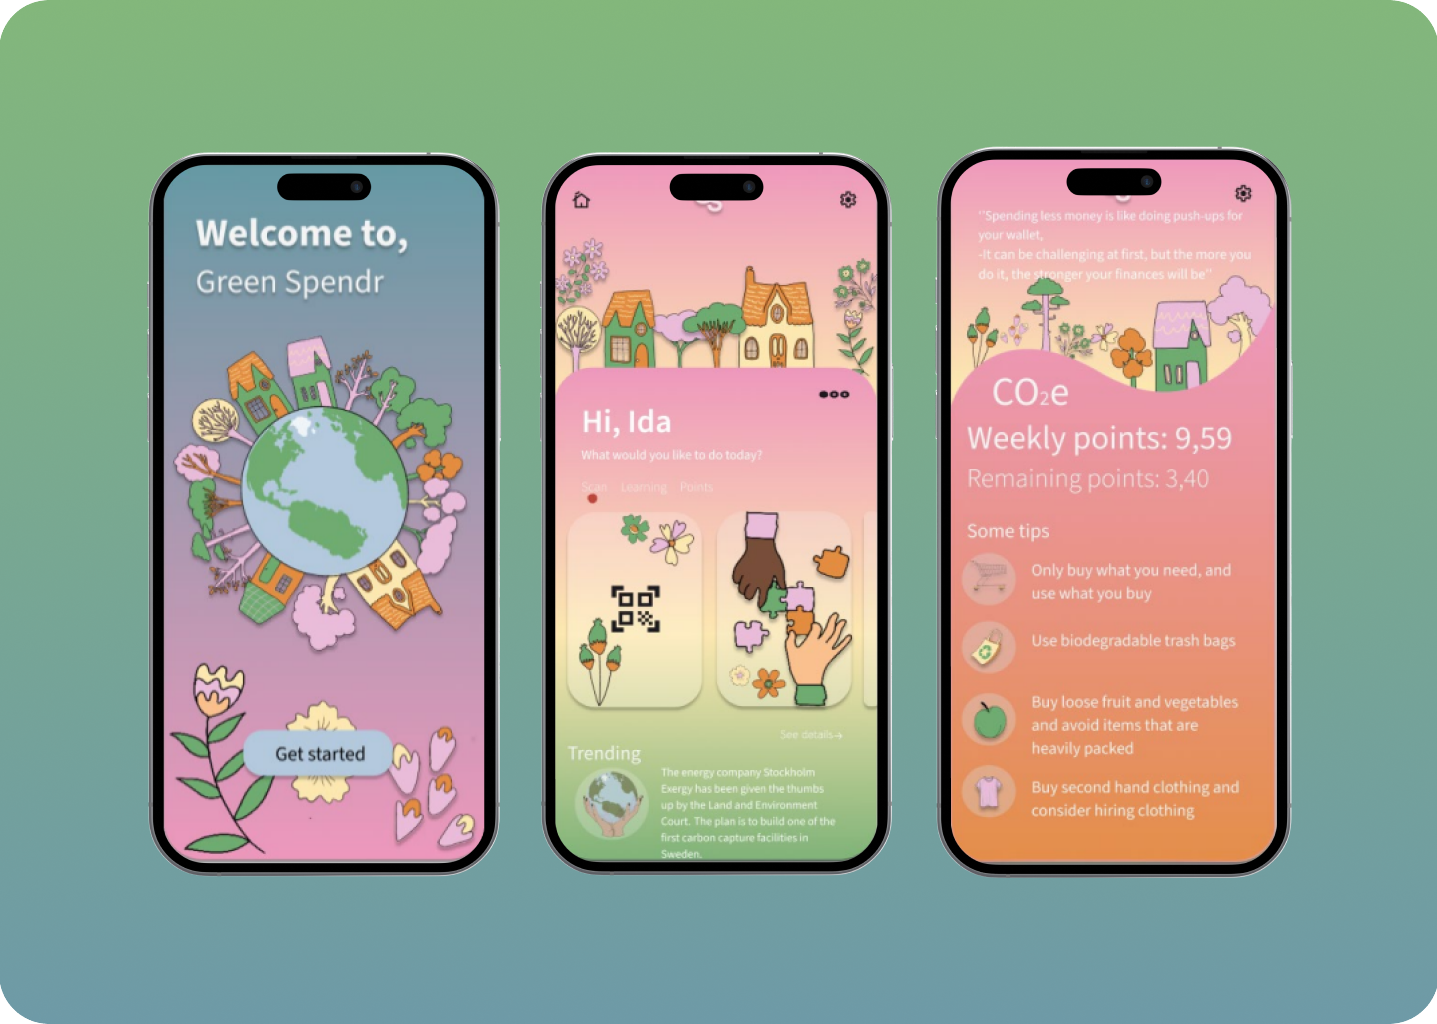 Welcome to,
Green Spendr
Get started
Hi, Ida
What would you like to do today?
Scan Learning Points
See details→
Trending
The energy company Stockholm
Exergy has been given the thumbs
up by the Land and Environment
Court. The plan is to build one of the
first carbon capture facilities in
Sweden.
"Spending less money is like doing push-ups for
your wallet,
-It can be challenging at first, but the more you
do it, the stronger your finances will be"
CO₂e
Weekly points: 9,59
Remaining points: 3,40
Some tips
Only buy what you need, and
use what you buy
Use biodegradable trash bags
Buy loose fruit and vegetables
and avoid items that are
heavily packed
Buy second hand clothing and
consider hiring clothing